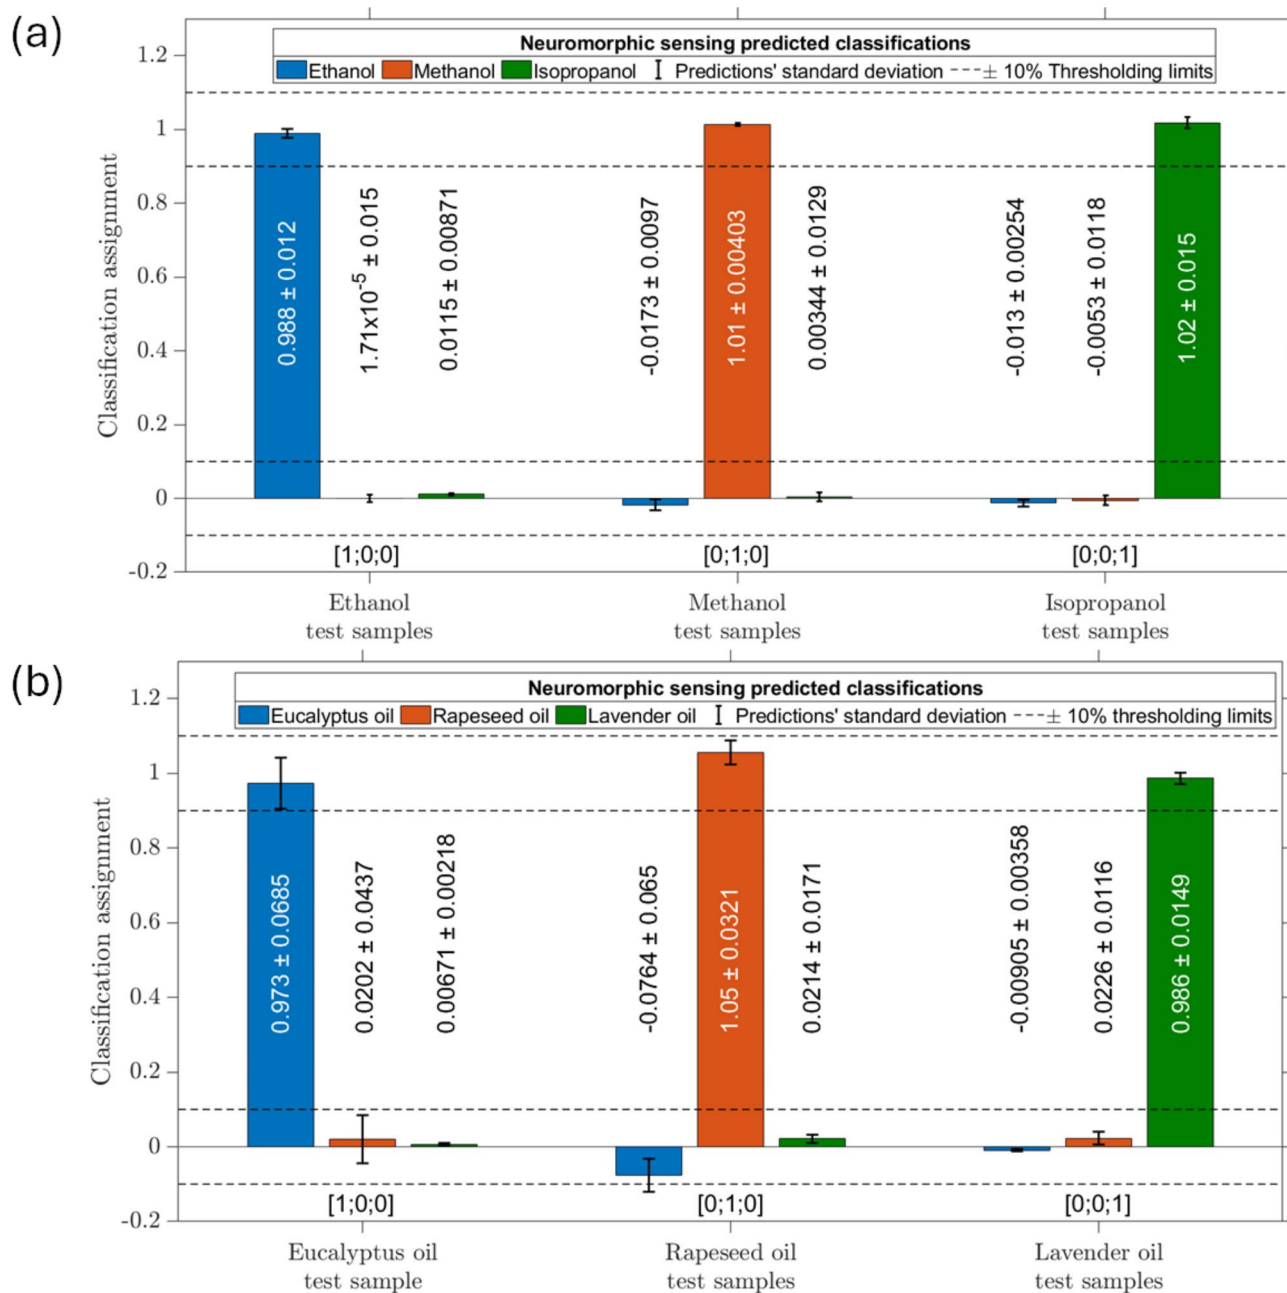 (a)
Neuromorphic sensing predicted classifications
Ethanol Methanol Isopropanol Predictions' standard deviation ± 10% Thresholding limits
1.2
1
0.8
0.6
0.4
0.2
0
-0.2
Classification assignment
0.988 ± 0.012
1.71x10⁻⁵ ± 0.015
0.0115 ± 0.00871
-0.0173 ± 0.0097
1.01 ± 0.00403
0.00344 ± 0.0129
-0.013 ± 0.00254
-0.0053 ± 0.0118
1.02 ± 0.015
[1;0;0] [0;1;0] [0;0;1]
Ethanol Methanol Isopropanol
test samples test samples test samples
(b)
Neuromorphic sensing predicted classifications
Eucalyptus oil Rapeseed oil Lavender oil Predictions' standard deviation ± 10% thresholding limits
1.2
1
0.8
0.6
0.4
0.2
0
-0.2
Classification assignment
0.973 ± 0.0685
0.0202 ± 0.0437
0.00671 ± 0.00218
-0.0764 ± 0.065
1.05 ± 0.0321
0.0214 ± 0.0171
-0.00905 ± 0.00358
0.0226 ± 0.0116
0.986 ± 0.0149
[1;0;0] [0;1;0] [0;0;1]
Eucalyptus oil Rapeseed oil Lavender oil
test sample test samples test samples